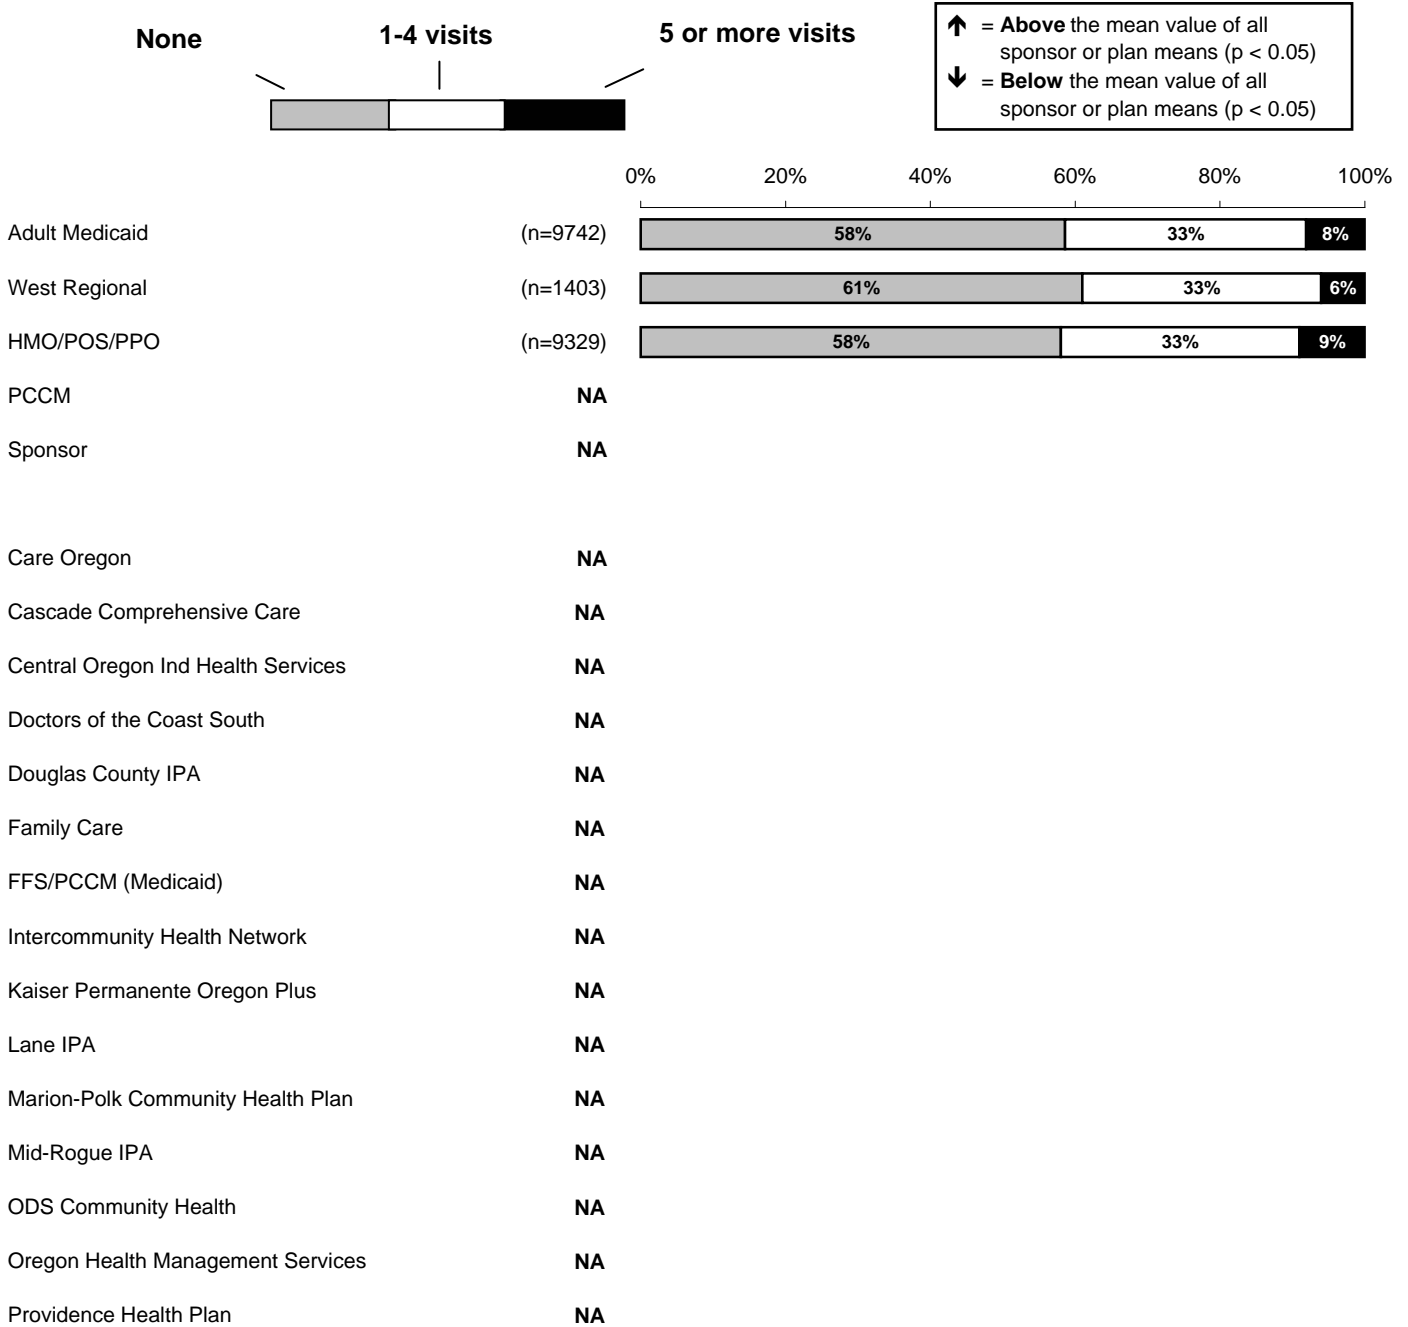 None 1-4 visits 5 or more visits
↑ = Above the mean value of all
sponsor or plan means (p < 0.05)
↓ = Below the mean value of all
sponsor or plan means (p < 0.05)
0% 20% 40% 60% 80% 100%
Adult Medicaid (n=9742) 58% 33% 8%
West Regional (n=1403) 61% 33% 6%
HMO/POS/PPO (n=9329) 58% 33% 9%
PCCM NA
Sponsor NA
Care Oregon NA
Cascade Comprehensive Care NA
Central Oregon Ind Health Services NA
Doctors of the Coast South NA
Douglas County IPA NA
Family Care NA
FFS/PCCM (Medicaid) NA
Intercommunity Health Network NA
Kaiser Permanente Oregon Plus NA
Lane IPA NA
Marion-Polk Community Health Plan NA
Mid-Rogue IPA NA
ODS Community Health NA
Oregon Health Management Services NA
Providence Health Plan NA